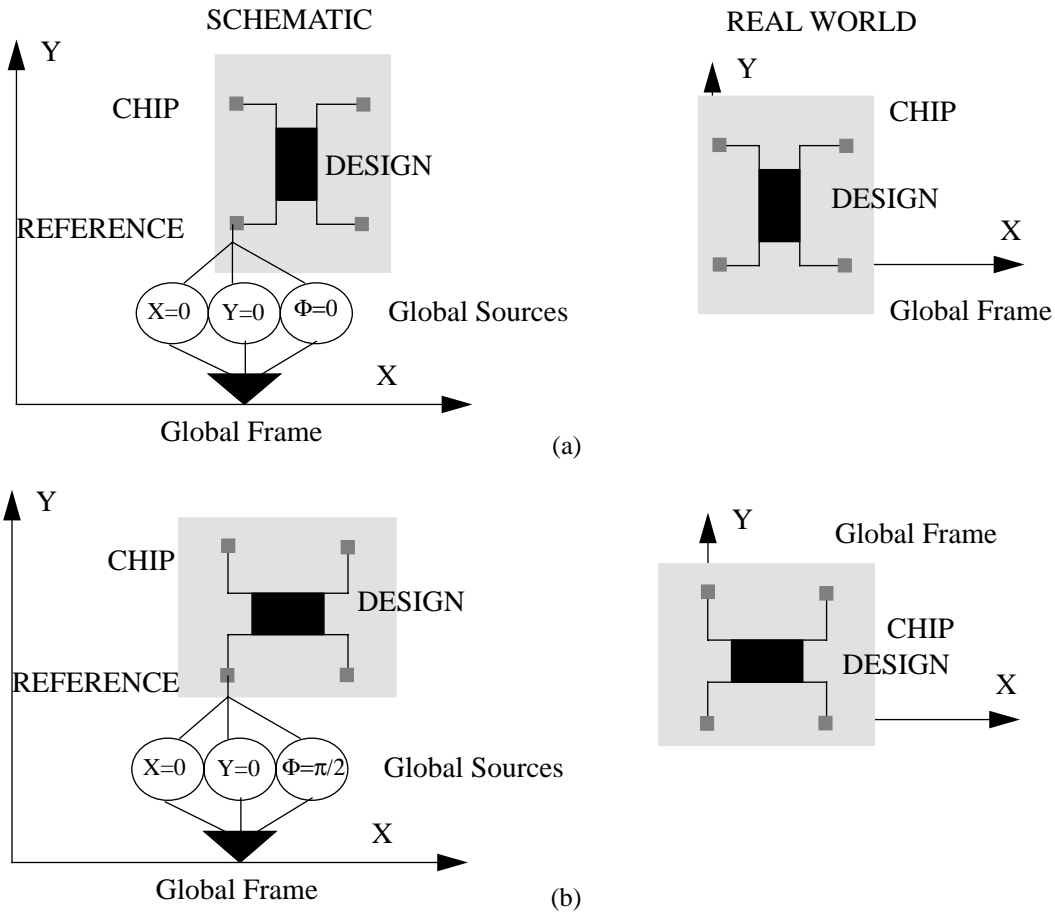 SCHEMATIC
REAL WORLD
Y
CHIP
DESIGN
REFERENCE
X=0
Y=0
Φ=0
Global Sources
X
Global Frame
Y
CHIP
DESIGN
X
Global Frame
(a)
Y
CHIP
DESIGN
REFERENCE
X=0
Y=0
Φ=π/2
Global Sources
X
Global Frame
Y
Global Frame
CHIP
DESIGN
X
(b)